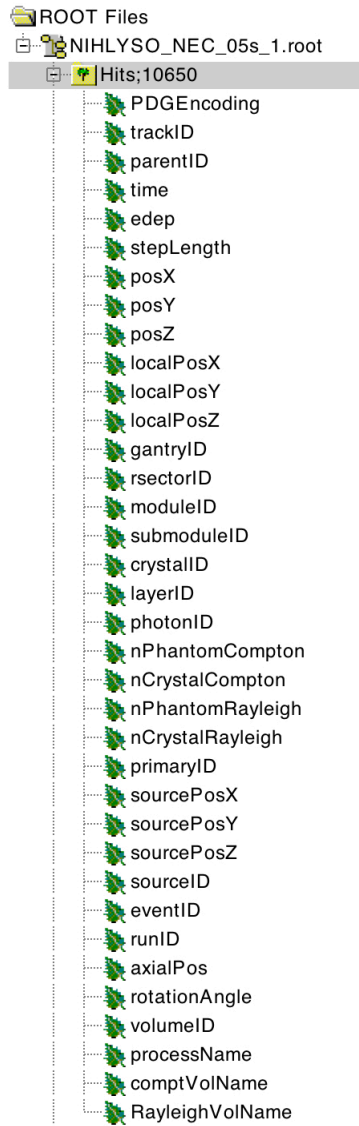 ROOT Files
NIHLYSO_NEC_05s_1.root
Hits;10650
PDGEncoding
trackID
parentID
time
edep
stepLength
posX
posY
posZ
localPosX
localPosY
localPosZ
gantryID
rsectorID
moduleID
submoduleID
crystalID
layerID
photonID
nPhantomCompton
nCrystalCompton
nPhantomRayleigh
nCrystalRayleigh
primaryID
sourcePosX
sourcePosY
sourcePosZ
sourceID
eventID
runID
axialPos
rotationAngle
volumeID
processName
comptVolName
RayleighVolName